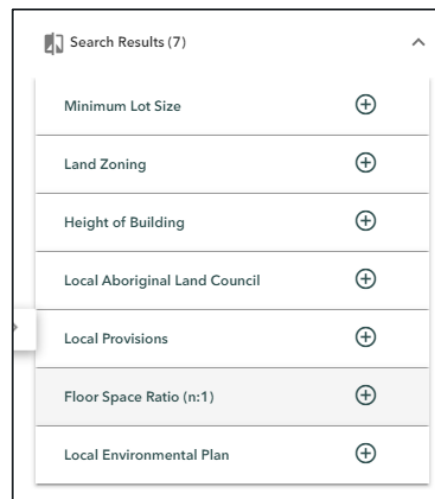 Search Results (7)
Minimum Lot Size
Land Zoning
Height of Building
Local Aboriginal Land Council
Local Provisions
Floor Space Ratio (n:1)
Local Environmental Plan